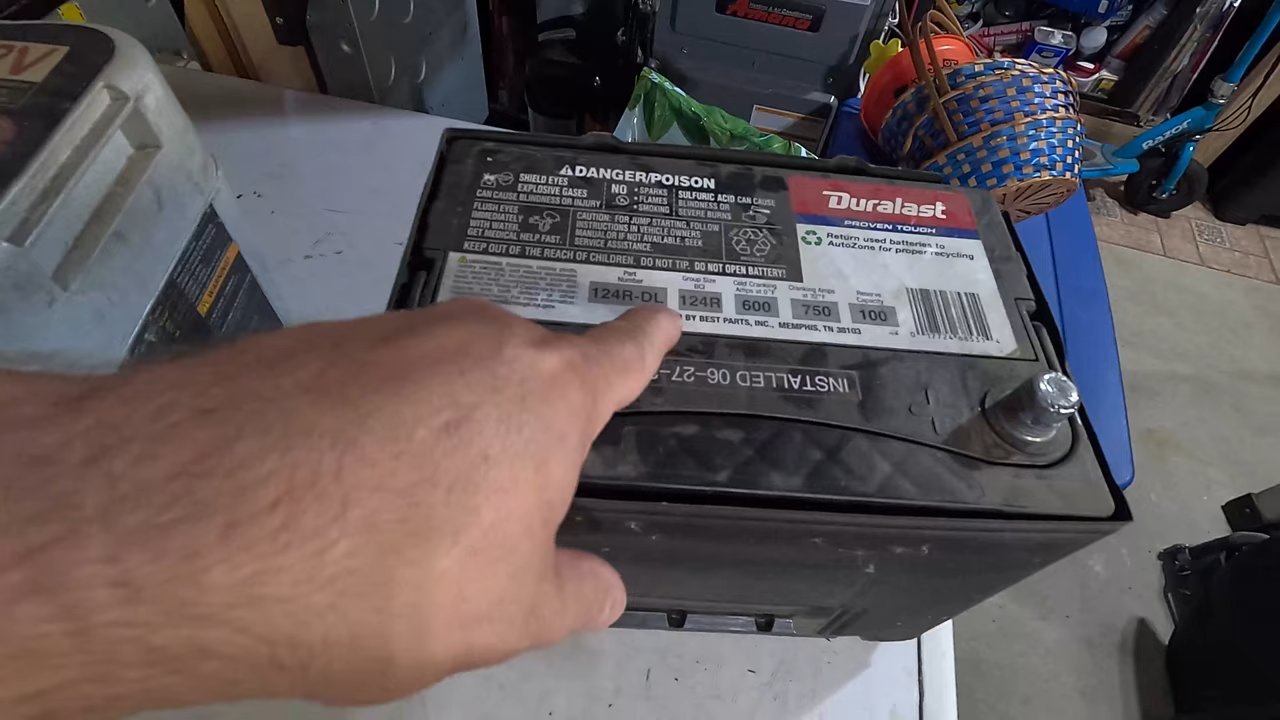 Amana
RAZOR
⚠DANGER/POISON
SHIELD EYES
EXPLOSIVE GASES
CAN CAUSE BLINDNESS OR INJURY
NO
• SPARKS
• FLAMES
• SMOKING
SULFURIC ACID CAN CAUSE
BLINDNESS OR
SEVERE BURNS
FLUSH EYES
IMMEDIATELY
WITH WATER.
GET MEDICAL HELP FAST.
CAUTION: FOR JUMP STARTING, FOLLOW
INSTRUCTIONS IN VEHICLE OWNERS
MANUAL OR IF NOT AVAILABLE, SEEK
SERVICE ASSISTANCE.
RECYCLE
KEEP OUT OF THE REACH OF CHILDREN. DO NOT TIP. DO NOT OPEN BATTERY!
Duralast
PROVEN TOUGH
Return used batteries to
AutoZone for proper recycling
Part Number
124R-DL
Group Size BCI
124R
Cold Cranking Amps at 0°F
600
Cranking Amps at 32°F
750
Reserve Capacity
100
BY BEST PARTS, INC., MEMPHIS, TN 38103
INSTALLED 06-27-